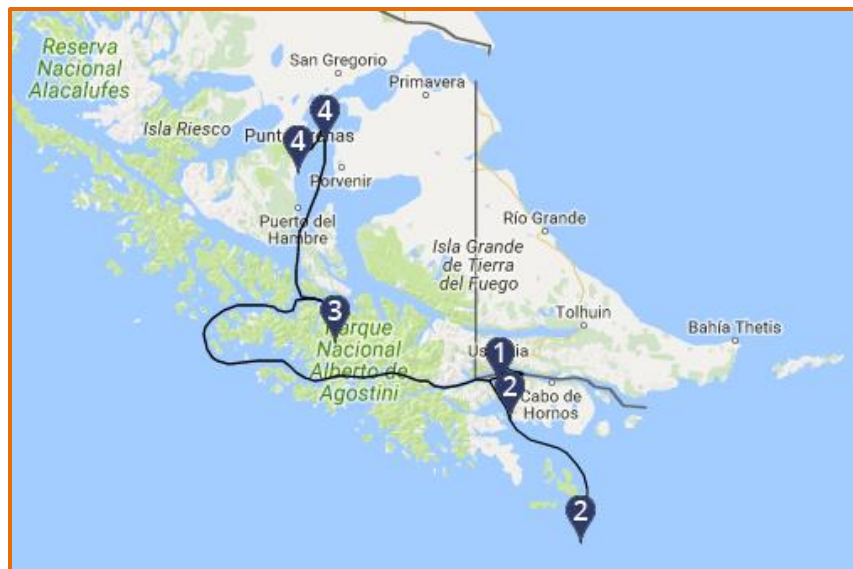 Reserva
Nacional
Alacalufes
San Gregorio
Primavera
Isla Riesco
4
4
Punta Arenas
Porvenir
Puerto del
Hambre
Río Grande
Isla Grande
de Tierra
del Fuego
Tolhuin
Bahía Thetis
3
Parque
Nacional
Alberto de
Agostini
1
2
Cabo de
Hornos
2